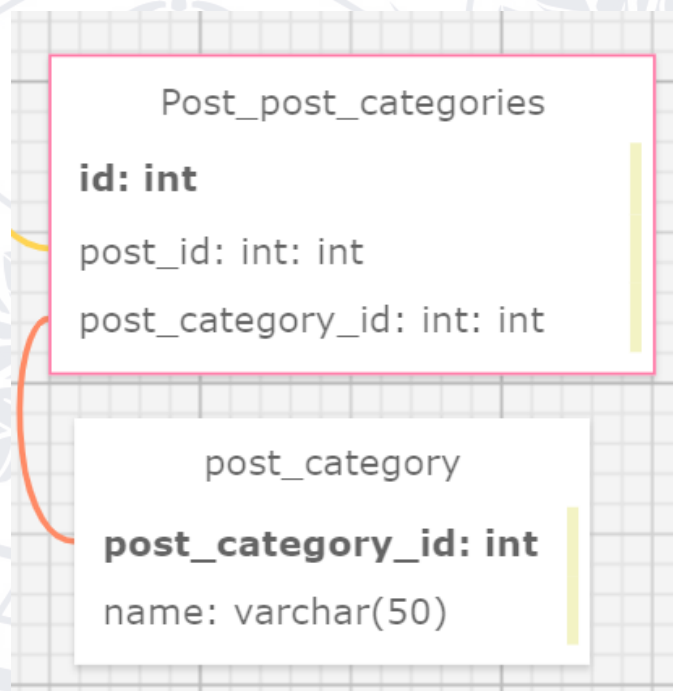 Post_post_categories
id: int
post_id: int: int
post_category_id: int: int
post_category
post_category_id: int
name: varchar(50)